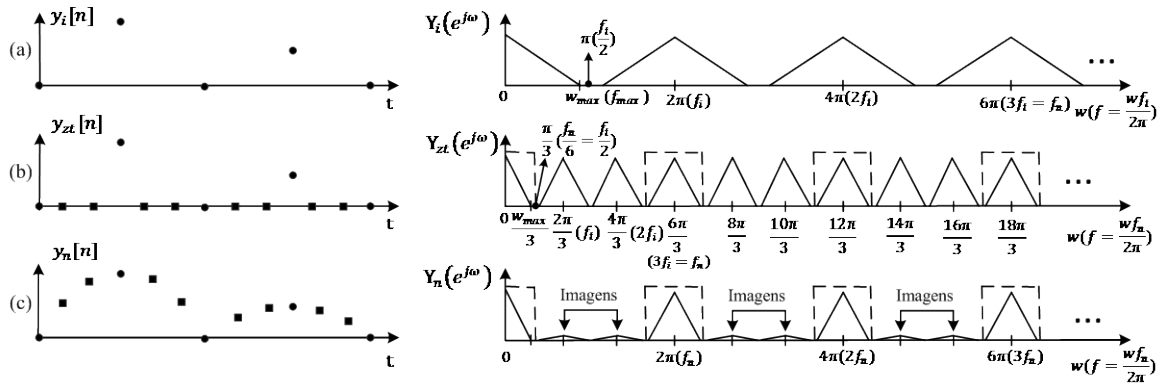 (a)
y_i[n]
t
Y_i(e^{jω})
π(f_i/2)
0
w_max(f_max)
2π(f_i)
4π(2f_i)
6π(3f_i = f_n)
w(f = wf_i/2π)
...
(b)
y_zt[n]
t
Y_zt(e^{jω})
π/3 (f_n/6 = f_i/2)
0
w_max/3
2π/3 (f_i)
4π/3 (2f_i)
6π/3
(3f_i = f_n)
8π/3
10π/3
12π/3
14π/3
16π/3
18π/3
w(f = wf_n/2π)
...
(c)
y_n[n]
t
Y_n(e^{jω})
Imagens
Imagens
Imagens
0
2π(f_n)
4π(2f_n)
6π(3f_n)
w(f = wf_n/2π)
...